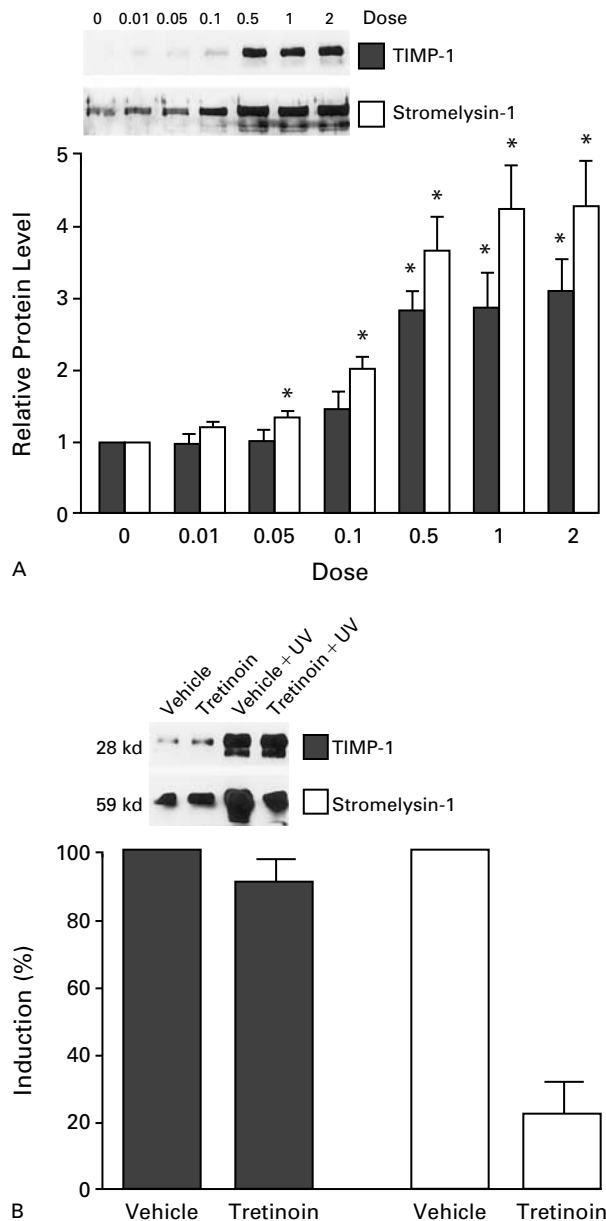 0 0.01 0.05 0.1 0.5 1 2 Dose
TIMP-1
Stromelysin-1
Relative Protein Level
5
4
3
2
1
0
* * * * * * * *
0 0.01 0.05 0.1 0.5 1 2
A
Dose
Vehicle
Tretinoin
Vehicle + UV
Tretinoin + UV
28 kd
TIMP-1
59 kd
Stromelysin-1
Induction (%)
100
80
60
40
20
0
B
Vehicle Tretinoin Vehicle Tretinoin